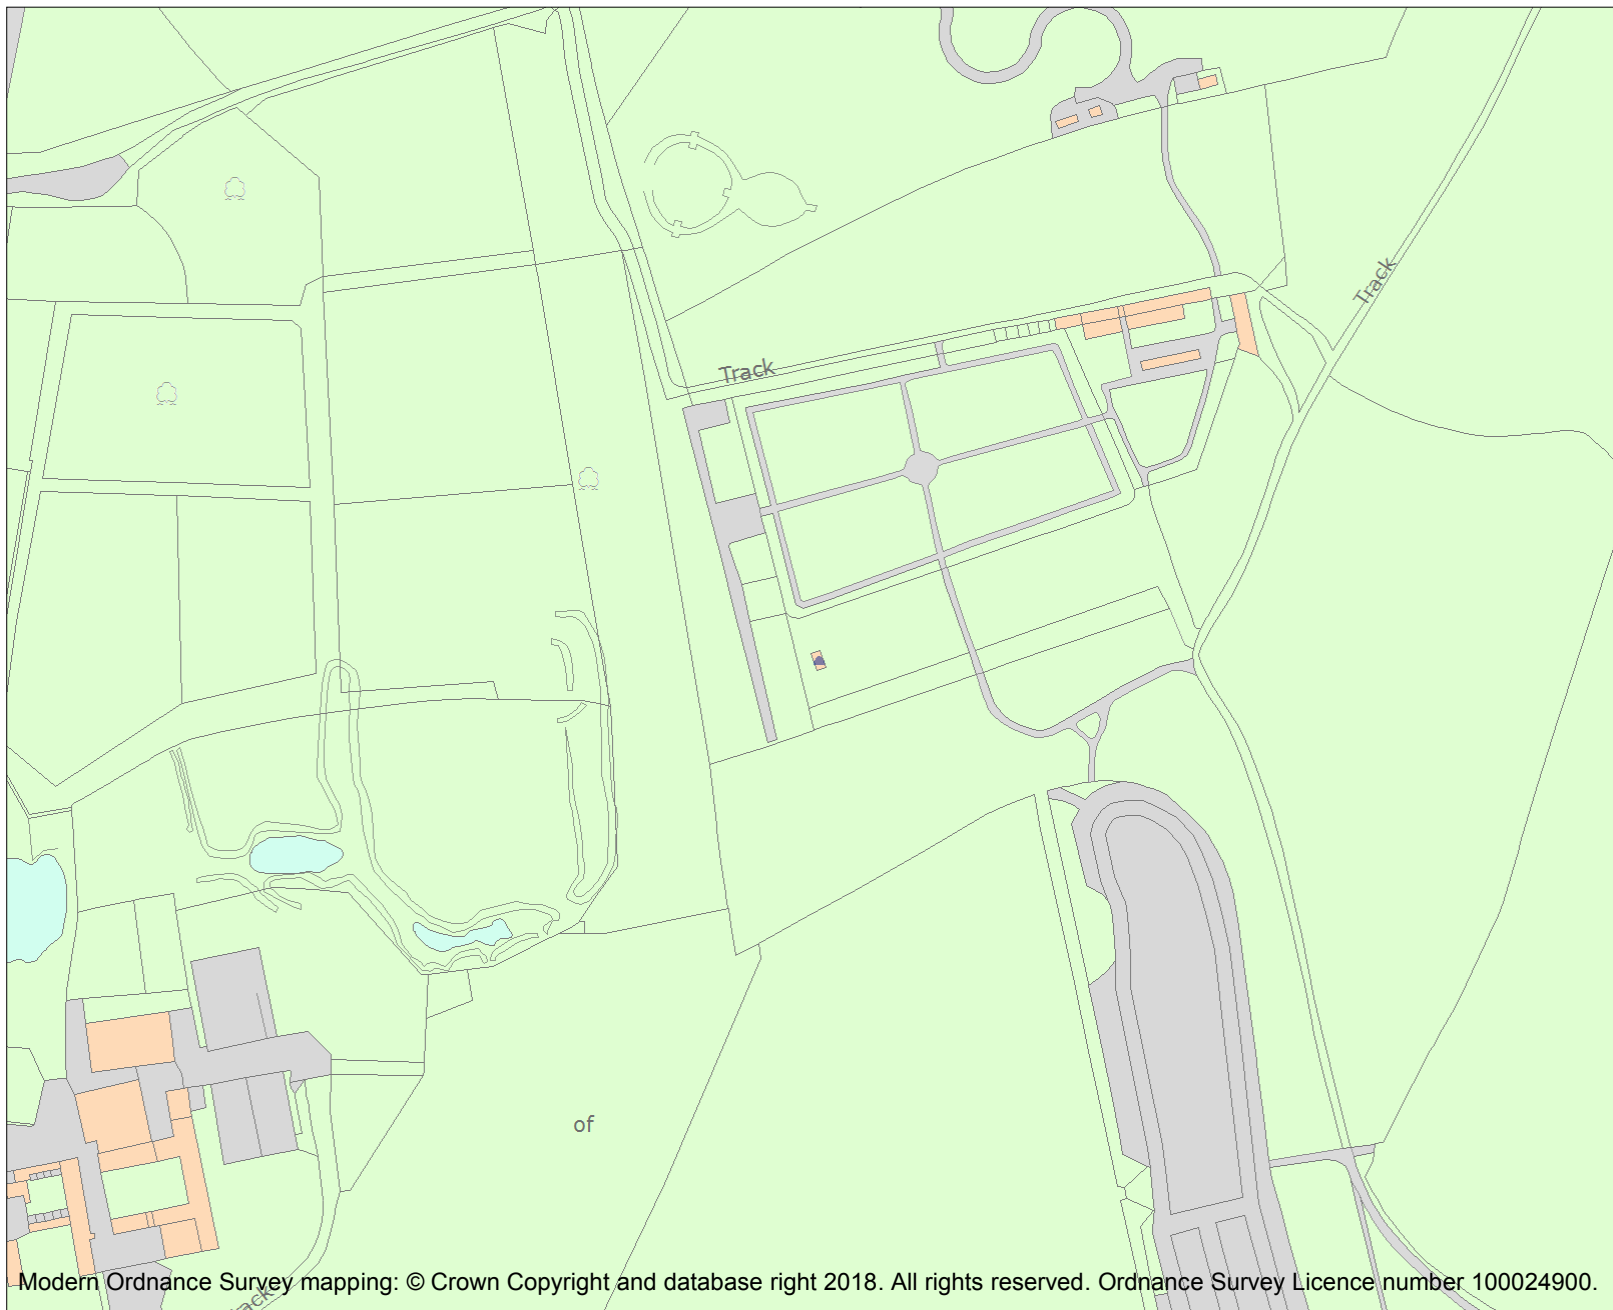 Track
Track
of
Track
Modern Ordnance Survey mapping: © Crown Copyright and database right 2018. All rights reserved. Ordnance Survey Licence number 100024900.